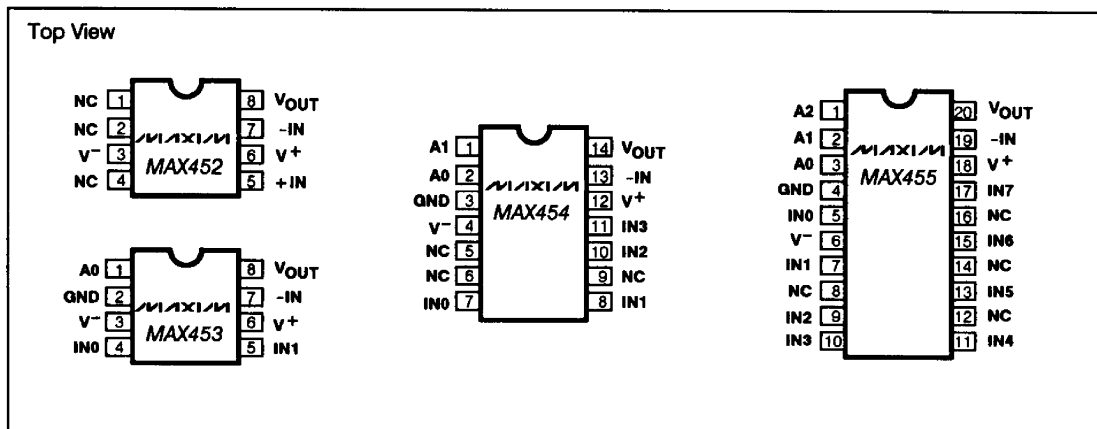 Top View
NC 1 8 VOUT
NC 2 7 -IN
V- 3 6 V+
NC 4 5 +IN
MAXIM
MAX452
A0 1 8 VOUT
GND 2 7 -IN
V- 3 6 V+
IN0 4 5 IN1
MAXIM
MAX453
A1 1 14 VOUT
A0 2 13 -IN
GND 3 12 V+
V- 4 11 IN3
NC 5 10 IN2
NC 6 9 NC
IN0 7 8 IN1
MAXIM
MAX454
A2 1 20 VOUT
A1 2 19 -IN
A0 3 18 V+
GND 4 17 IN7
IN0 5 16 NC
V- 6 15 IN6
IN1 7 14 NC
NC 8 13 IN5
IN2 9 12 NC
IN3 10 11 IN4
MAXIM
MAX455